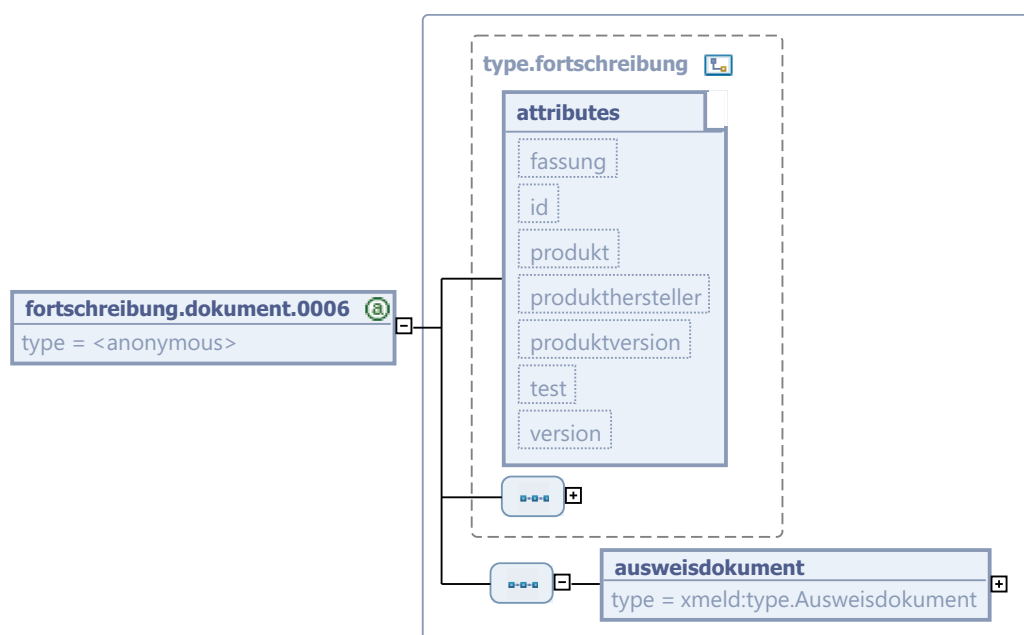 type.fortschreibung
attributes
fassung
id
produkt
produkthersteller
produktversion
test
version
fortschreibung.dokument.0006 @
type = <anonymous>
ausweisdokument
type = xmeld:type.Ausweisdokument